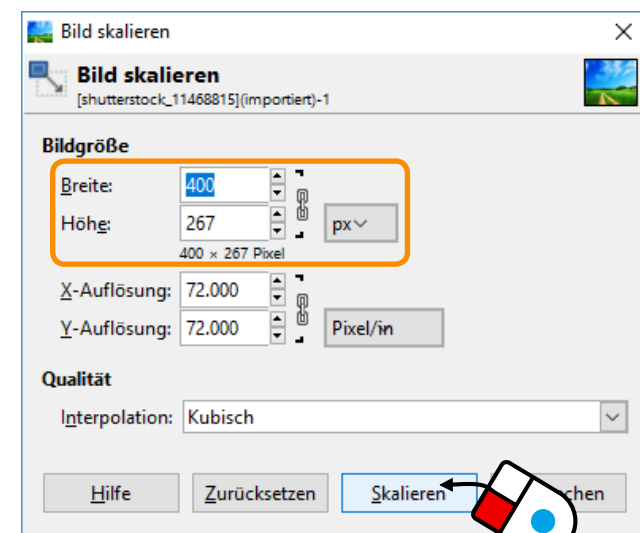 Bild skalieren
Bild skalieren
[shutterstock_11468815](importiert)-1
Bildgröße
Breite: 400
Höhe: 267 px
400 × 267 Pixel
X-Auflösung: 72.000
Y-Auflösung: 72.000 Pixel/in
Qualität
Interpolation: Kubisch
Hilfe Zurücksetzen Skalieren chen